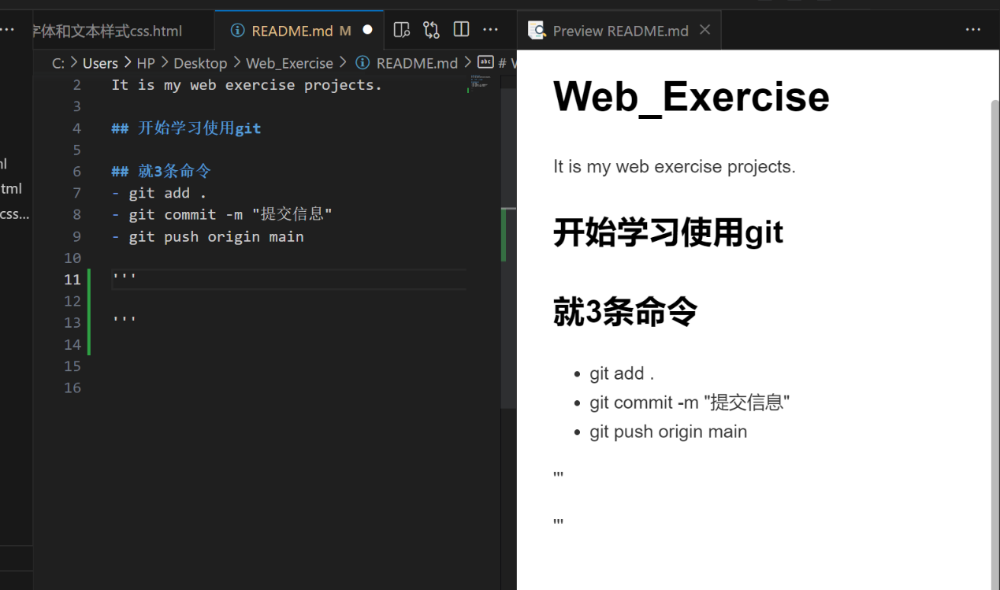 字体和文本样式css.html
README.md M
Preview README.md
C: > Users > HP > Desktop > Web_Exercise > README.md > abc #
ml
tml
css...
2 It is my web exercise projects.
3
4 ## 开始学习使用git
5
6 ## 就3条命令
7 - git add .
8 - git commit -m "提交信息"
9 - git push origin main
10
11 '''
12
13 '''
14
15
16
Web_Exercise
It is my web exercise projects.
开始学习使用git
就3条命令
• git add .
• git commit -m "提交信息"
• git push origin main
'''
'''